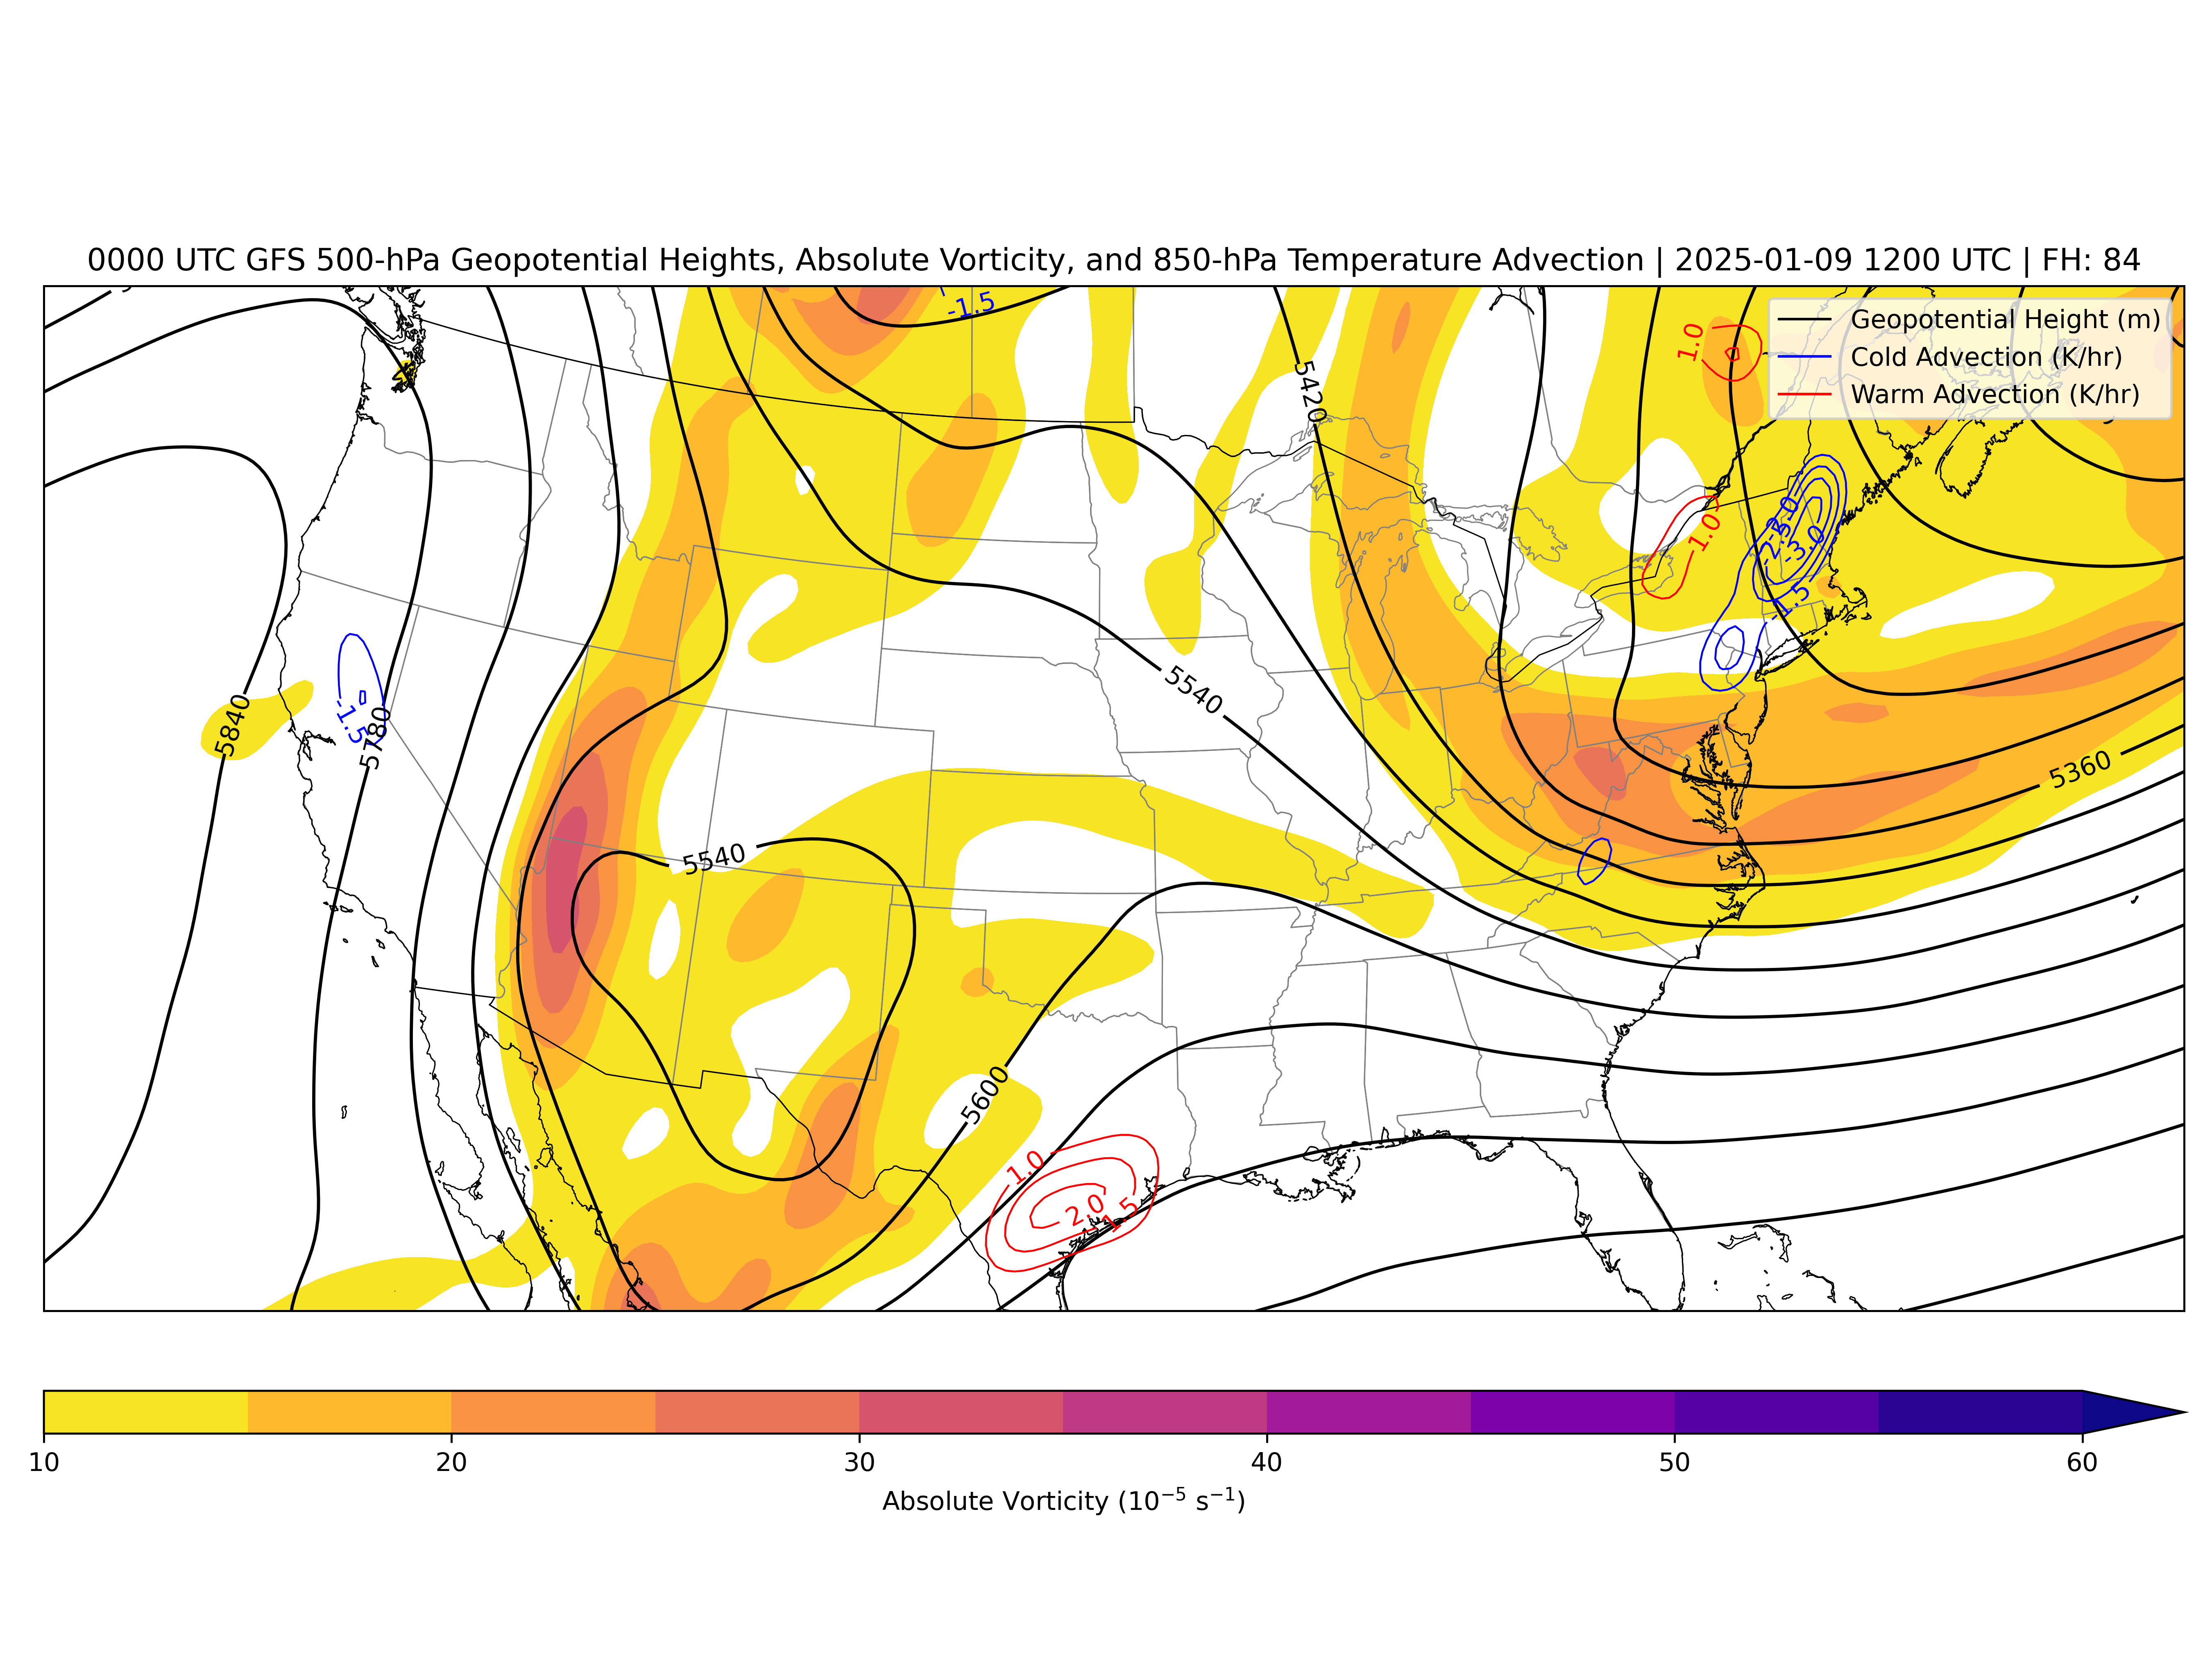 0000 UTC GFS 500-hPa Geopotential Heights, Absolute Vorticity, and 850-hPa Temperature Advection | 2025-01-09 1200 UTC | FH: 84
Geopotential Height (m)
Cold Advection (K/hr)
Warm Advection (K/hr)
-1.5
1.0
5420
-3.0
-3.0
1.0
-1.5
5540
5840
-1.5
5780
5360
5540
5600
1.0
2.0
1.5
10 20 30 40 50 60
Absolute Vorticity (10⁻⁵ s⁻¹)